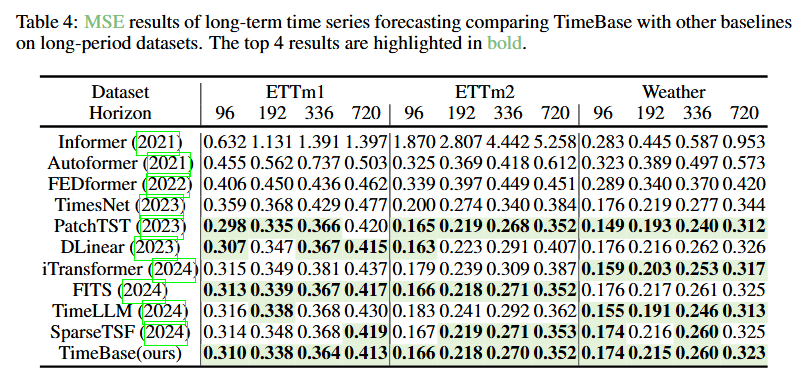 Table 4: MSE results of long-term time series forecasting comparing TimeBase with other baselines
on long-period datasets. The top 4 results are highlighted in bold.
Dataset ETTm1 ETTm2 Weather
Horizon 96 192 336 720 96 192 336 720 96 192 336 720
Informer (2021) 0.632 1.131 1.391 1.397 1.870 2.807 4.442 5.258 0.283 0.445 0.587 0.953
Autoformer (2021) 0.455 0.562 0.737 0.503 0.325 0.369 0.418 0.612 0.323 0.389 0.497 0.573
FEDformer (2022) 0.406 0.450 0.436 0.462 0.339 0.397 0.449 0.451 0.289 0.340 0.370 0.420
TimesNet (2023) 0.359 0.368 0.429 0.477 0.200 0.274 0.340 0.384 0.176 0.219 0.277 0.344
PatchTST (2023) 0.298 0.335 0.366 0.420 0.165 0.219 0.268 0.352 0.149 0.193 0.240 0.312
DLinear (2023) 0.307 0.347 0.367 0.415 0.163 0.223 0.291 0.407 0.176 0.216 0.262 0.326
iTransformer (2024) 0.315 0.349 0.381 0.437 0.179 0.239 0.309 0.387 0.159 0.203 0.253 0.317
FITS (2024) 0.313 0.339 0.367 0.417 0.166 0.218 0.271 0.352 0.176 0.217 0.261 0.325
TimeLLM (2024) 0.316 0.338 0.368 0.430 0.183 0.241 0.292 0.362 0.155 0.191 0.246 0.313
SparseTSF (2024) 0.314 0.348 0.368 0.419 0.167 0.219 0.271 0.353 0.174 0.216 0.260 0.325
TimeBase(ours) 0.310 0.338 0.364 0.413 0.166 0.218 0.270 0.352 0.174 0.215 0.260 0.323